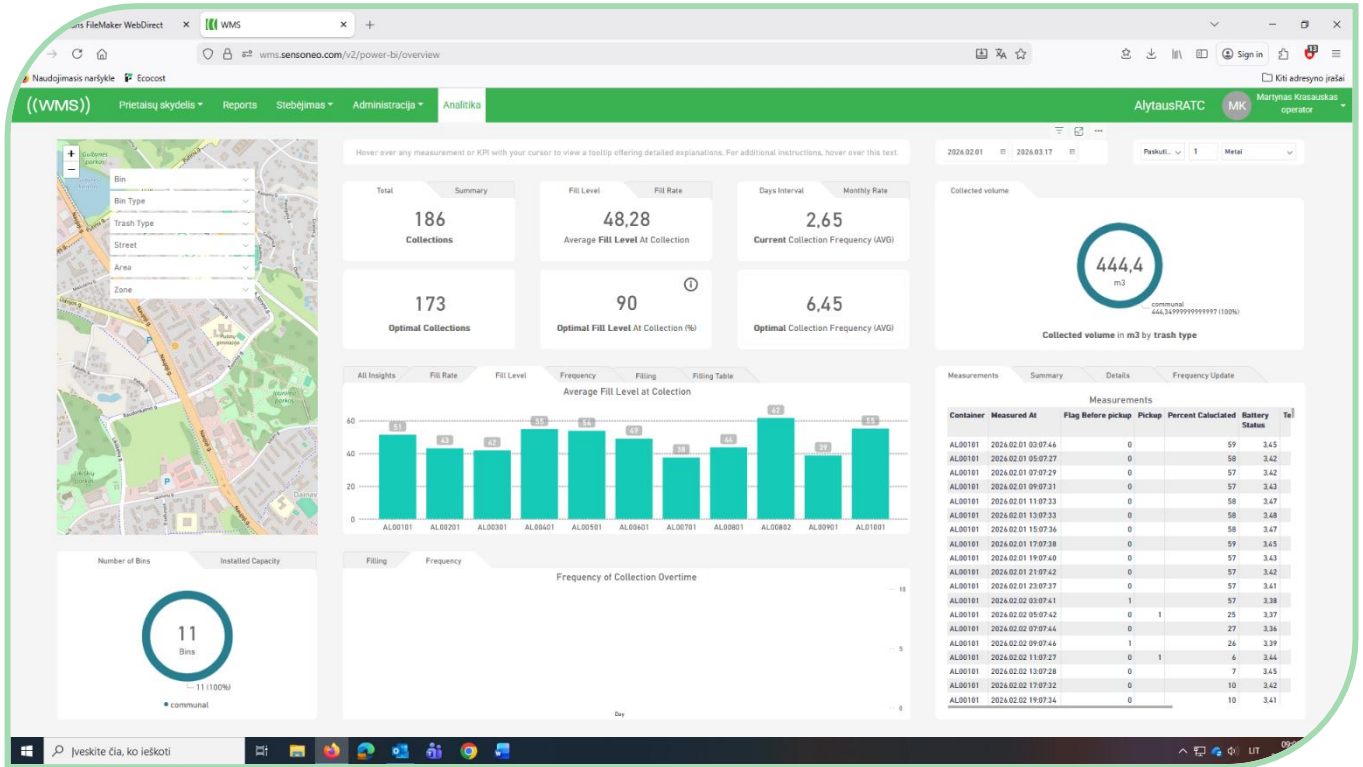 ans FileMaker WebDirect × WMS × +
wms.sensoneo.com/v2/power-bi/overview Sign in
Naudojimasis naršykle Ecocost Kiti adresyno įrašai
((WMS)) Prietaisų skydelis Reports Stebėjimas Administracija Analitika AlytausRATC MK Martynas Krasauskas
operator
Hover over any measurement or KPI with your cursor to view a tooltip offering detailed explanations. For additional instructions, hover over this text.
2026.02.01 2026.03.17 Paskuti... 1 Metai
+
−
Bin
Bin Type
Trash Type
Street
Area
Zone
Total Summary
186
Collections
Fill Level Fill Rate
48,28
Average Fill Level At Collection
Days Interval Monthly Rate
2,65
Current Collection Frequency (AVG)
173
Optimal Collections
90
Optimal Fill Level At Collection (%)
6,45
Optimal Collection Frequency (AVG)
Collected volume
444,4
m3
communal
444,34999999999997 (100%)
Collected volume in m3 by trash type
All Insights Fill Rate Fill Level Frequency Filling Filling Table
Average Fill Level at Colection
60
40
20
0
51 43 42 55 54 49 38 44 62 39 55
AL00101 AL00201 AL00301 AL00401 AL00501 AL00601 AL00701 AL00801 AL00802 AL00901 AL01001
Measurements Summary Details Frequency Update
Measurements
Container Measured At Flag Before pickup Pickup Percent Caluclated Battery Status Te
AL00101 2026.02.01 03:07:46 0 59 3,45
AL00101 2026.02.01 05:07:27 0 58 3,42
AL00101 2026.02.01 07:07:29 0 57 3,42
AL00101 2026.02.01 09:07:31 0 57 3,43
AL00101 2026.02.01 11:07:33 0 58 3,47
AL00101 2026.02.01 13:07:33 0 58 3,48
AL00101 2026.02.01 15:07:36 0 58 3,47
AL00101 2026.02.01 17:07:38 0 59 3,45
AL00101 2026.02.01 19:07:40 0 57 3,43
AL00101 2026.02.01 21:07:42 0 57 3,42
AL00101 2026.02.01 23:07:37 0 57 3,41
AL00101 2026.02.02 03:07:41 1 57 3,38
AL00101 2026.02.02 05:07:42 0 1 25 3,37
AL00101 2026.02.02 07:07:44 0 27 3,36
AL00101 2026.02.02 09:07:46 1 26 3,39
AL00101 2026.02.02 11:07:27 0 1 6 3,44
AL00101 2026.02.02 13:07:28 0 7 3,45
AL00101 2026.02.02 17:07:32 0 10 3,42
AL00101 2026.02.02 19:07:34 0 10 3,41
Number of Bins Installed Capacity
11
Bins
11 (100%)
communal
Filling Frequency
Frequency of Collection Overtime
10
5
0
Day
Įveskite čia, ko ieškoti LIT